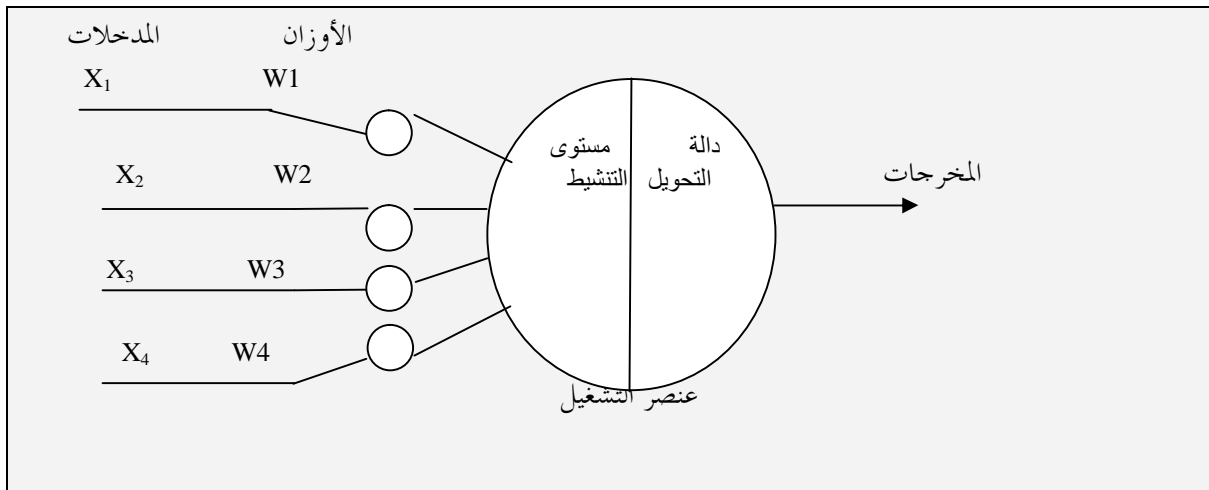 المدخلات الأوزان
X₁ W1
دالة مستوى
X₂ W2 التحويل التنشيط المخرجات
X₃ W3
X₄ W4
عنصر التشغيل